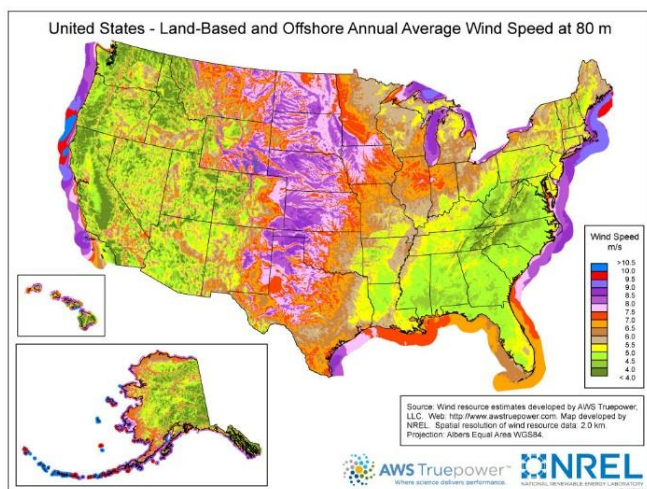 United States - Land-Based and Offshore Annual Average Wind Speed at 80 m
Wind Speed
m/s
>10.5
10.0
9.5
9.0
8.5
8.0
7.5
7.0
6.5
6.0
5.5
5.0
4.5
4.0
< 4.0
Source: Wind resource estimates developed by AWS Truepower,
LLC. Web: http://www.awstruepower.com. Map developed by
NREL. Spatial resolution of wind resource data: 2.0 km.
Projection: Albers Equal Area WGS84.
AWS Truepower™
Where science delivers performance.
NREL
NATIONAL RENEWABLE ENERGY LABORATORY